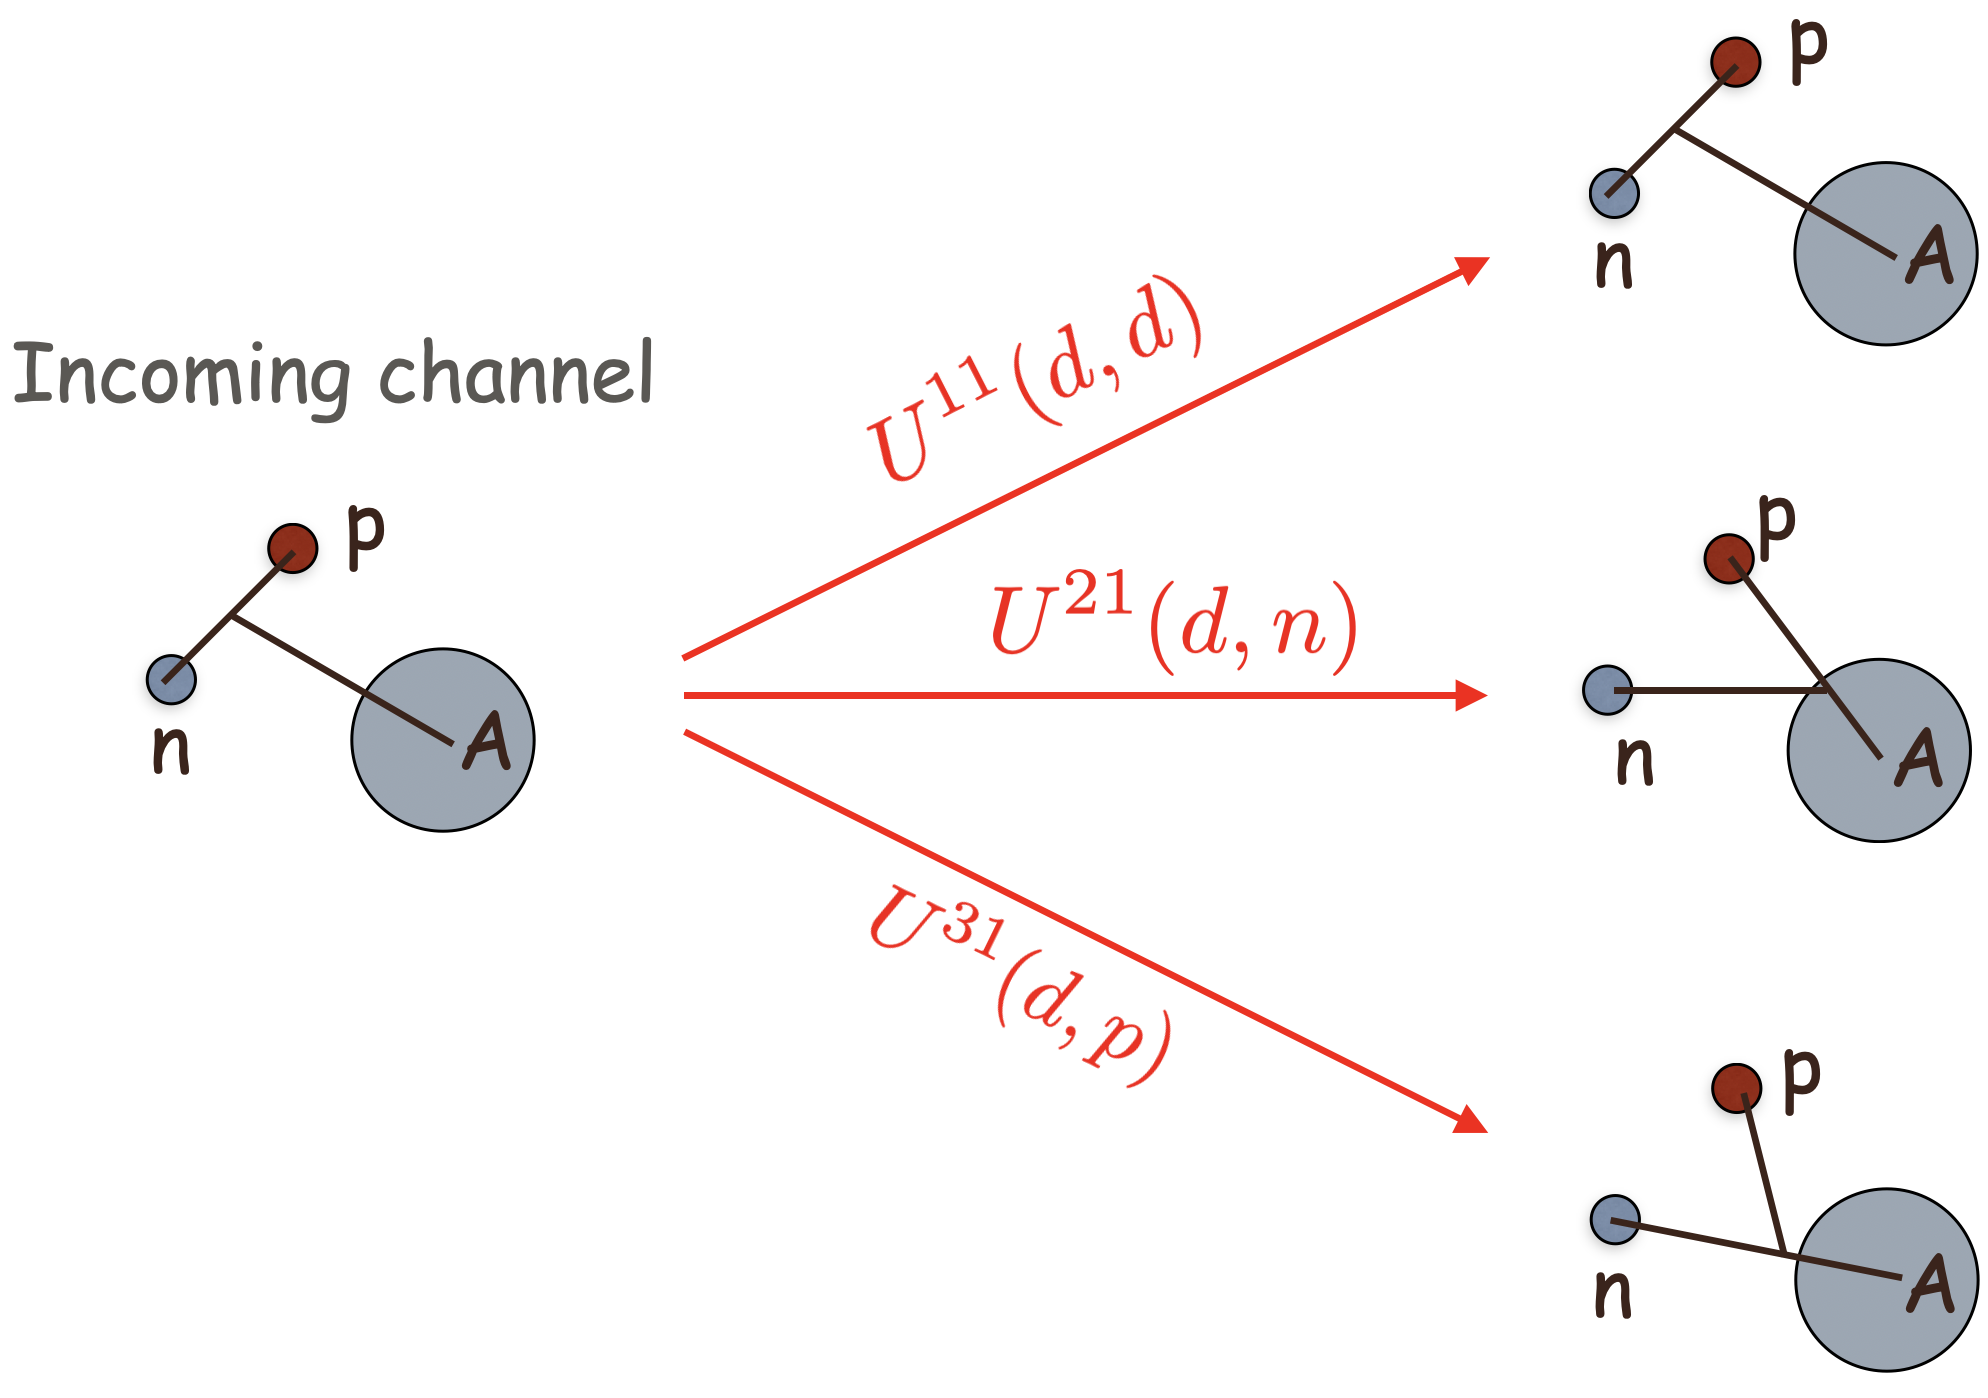 Incoming channel
p
n
A
U^{11}(d, d)
U^{21}(d, n)
U^{31}(d, p)
p
n
A
p
n
A
p
n
A